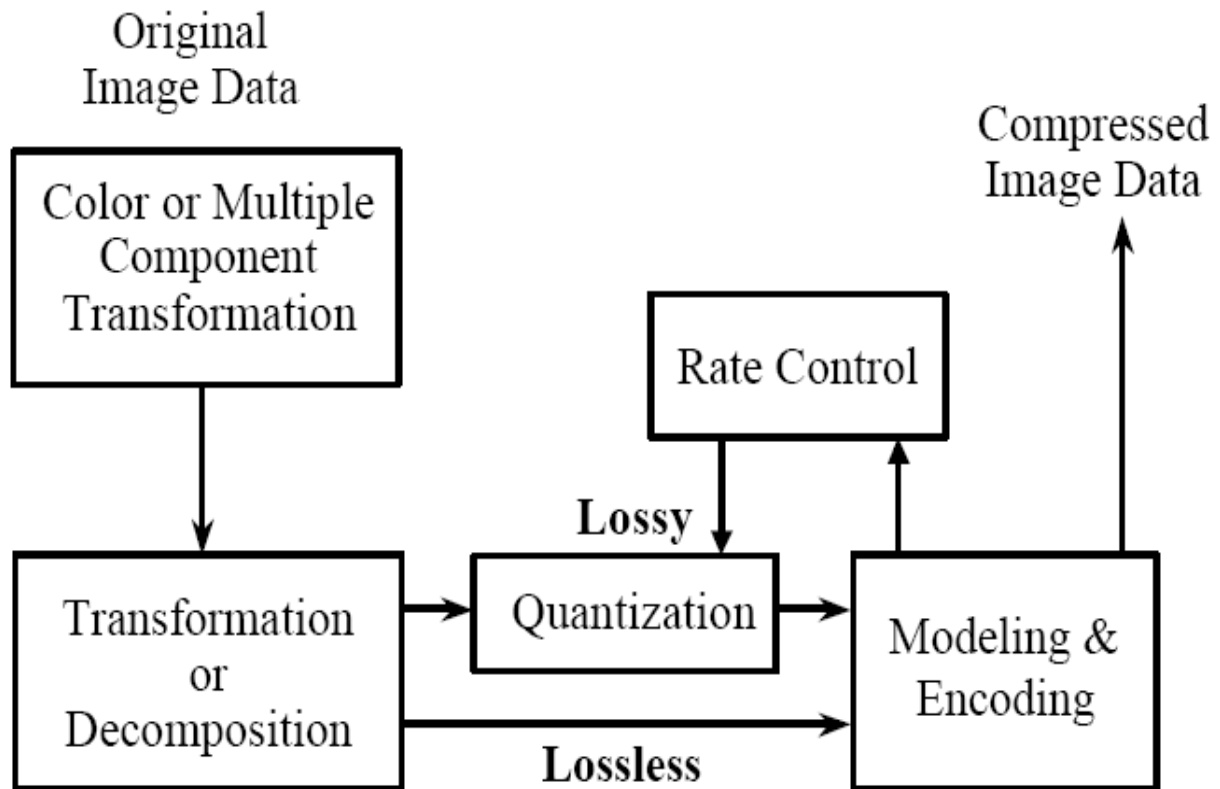 Original
Image Data
Color or Multiple
Component
Transformation
Compressed
Image Data
Rate Control
Lossy
Transformation
or
Decomposition
Quantization
Modeling &
Encoding
Lossless